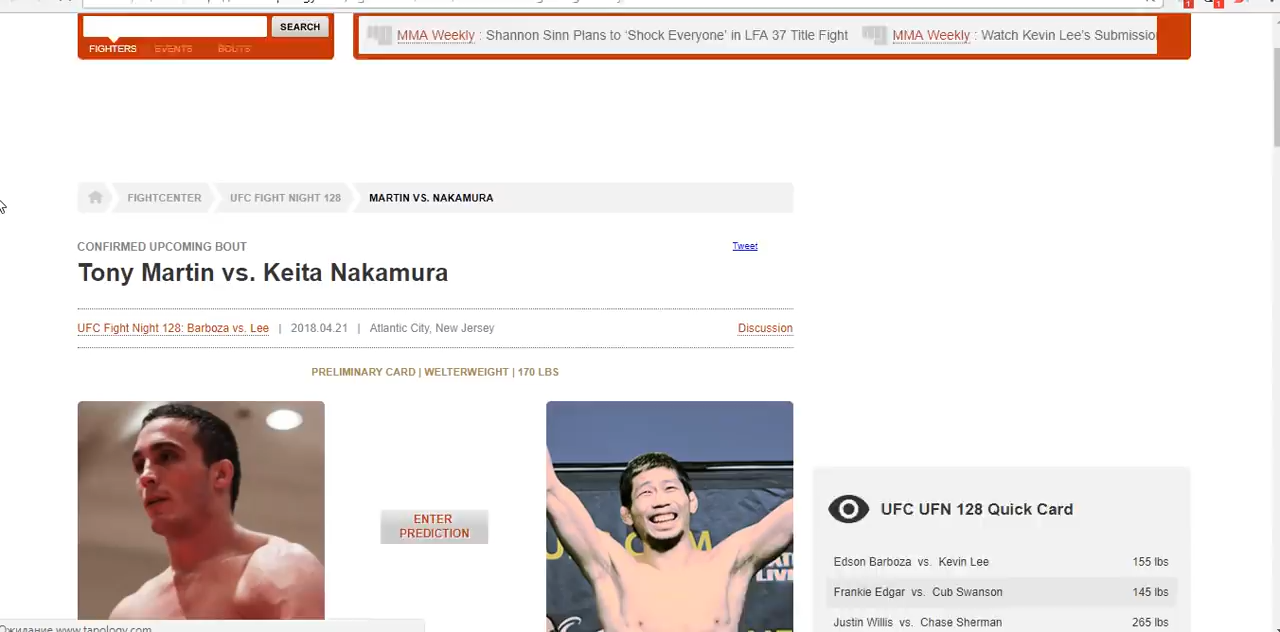 SEARCH
FIGHTERS EVENTS BOUTS
MMA Weekly : Shannon Sinn Plans to ‘Shock Everyone’ in LFA 37 Title Fight
MMA Weekly : Watch Kevin Lee's Submissio
FIGHTCENTER UFC FIGHT NIGHT 128 MARTIN VS. NAKAMURA
CONFIRMED UPCOMING BOUT
Tweet
Tony Martin vs. Keita Nakamura
UFC Fight Night 128: Barboza vs. Lee | 2018.04.21 | Atlantic City, New Jersey
Discussion
PRELIMINARY CARD | WELTERWEIGHT | 170 LBS
ENTER
PREDICTION
UFC UFN 128 Quick Card
Edson Barboza vs. Kevin Lee 155 lbs
Frankie Edgar vs. Cub Swanson 145 lbs
Justin Willis vs. Chase Sherman 265 lbs
Ожидание www.tapology.com